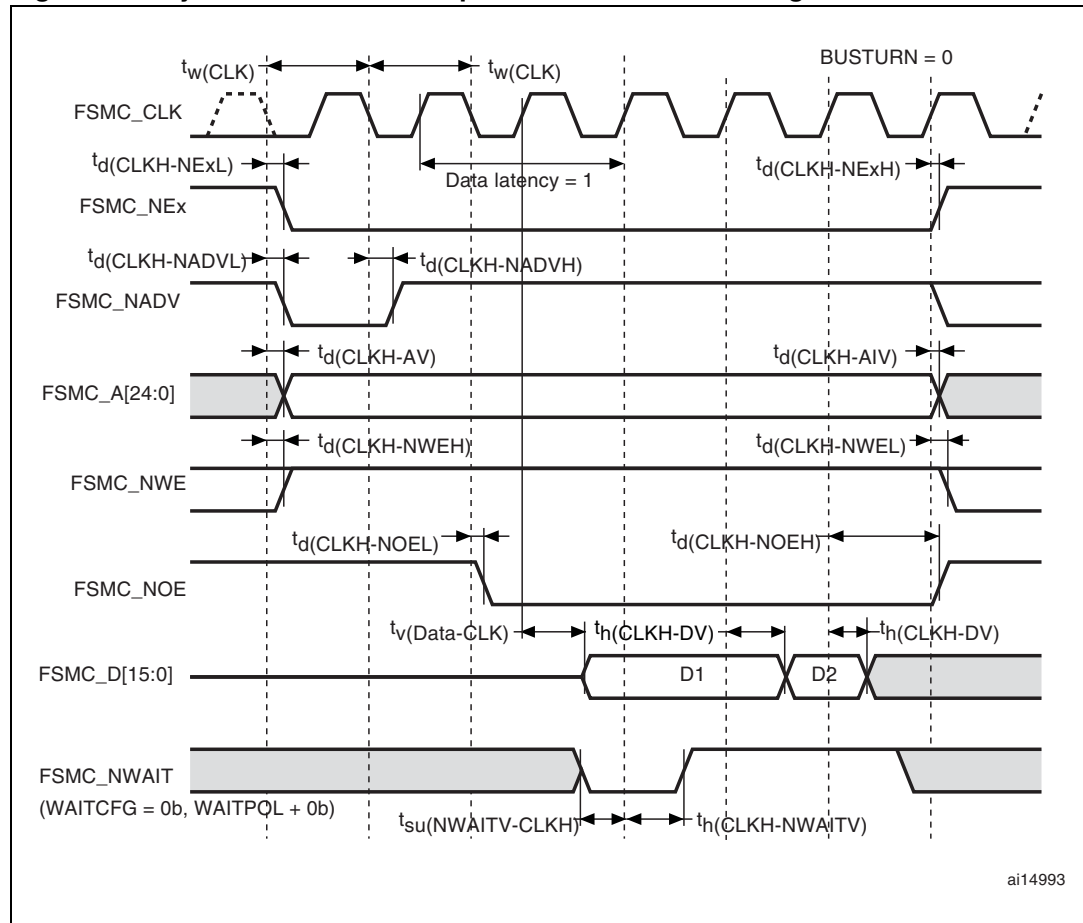 BUSTURN = 0
tw(CLK) tw(CLK)
FSMC_CLK
td(CLKH-NExL) Data latency = 1 td(CLKH-NExH)
FSMC_NEx
td(CLKH-NADVL) td(CLKH-NADVH)
FSMC_NADV
td(CLKH-AV) td(CLKH-AIV)
FSMC_A[24:0]
td(CLKH-NWEH) td(CLKH-NWEL)
FSMC_NWE
td(CLKH-NOEL) td(CLKH-NOEH)
FSMC_NOE
tv(Data-CLK) th(CLKH-DV) th(CLKH-DV)
FSMC_D[15:0] D1 D2
FSMC_NWAIT
(WAITCFG = 0b, WAITPOL + 0b)
tsu(NWAITV-CLKH) th(CLKH-NWAITV)
ai14993